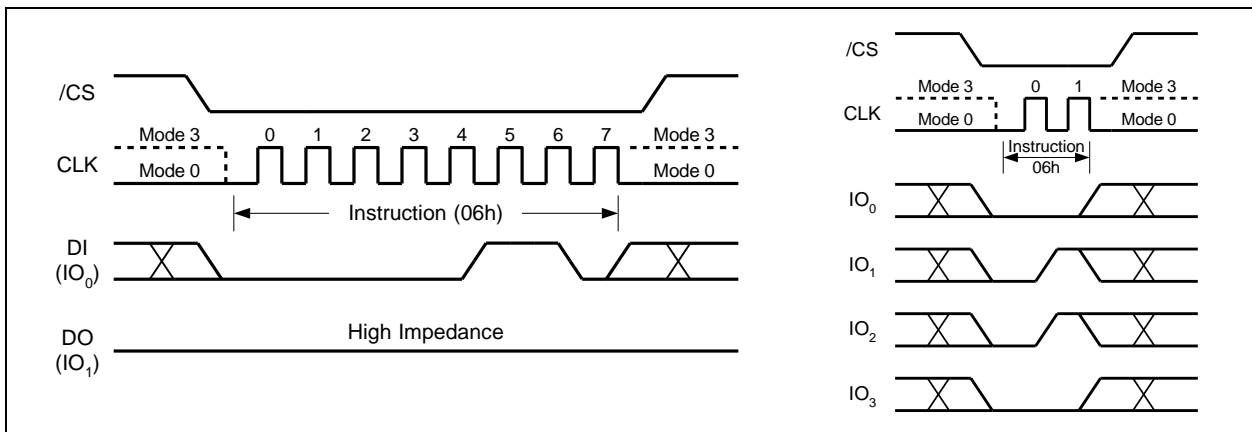 /CS
Mode 3 0 1 2 3 4 5 6 7 Mode 3
CLK Mode 0 Mode 0
Instruction (06h)
DI
(IO0)
DO High Impedance
(IO1)
/CS
Mode 3 0 1 Mode 3
CLK Mode 0 Mode 0
Instruction
06h
IO0
IO1
IO2
IO3